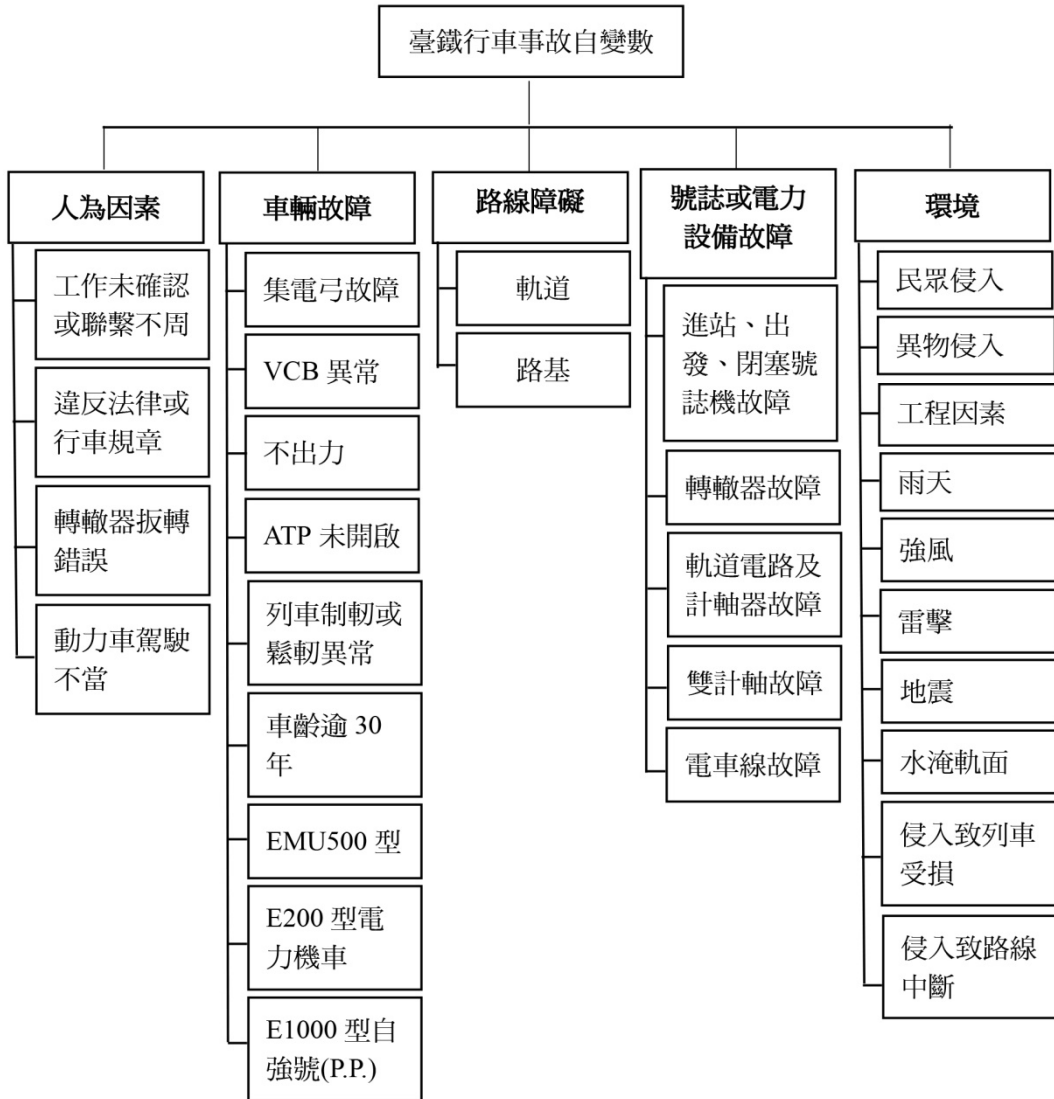 臺鐵行車事故自變數
人為因素
工作未確認
或聯繫不周
違反法律或
行車規章
轉轍器扳轉
錯誤
動力車駕駛
不當
車輛故障
集電弓故障
VCB 異常
不出力
ATP 未開啟
列車制軔或
鬆軔異常
車齡逾 30
年
EMU500 型
E200 型電
力機車
E1000 型自
強號(P.P.)
路線障礙
軌道
路基
號誌或電力
設備故障
進站、出
發、閉塞號
誌機故障
轉轍器故障
軌道電路及
計軸器故障
雙計軸故障
電車線故障
環境
民眾侵入
異物侵入
工程因素
雨天
強風
雷擊
地震
水淹軌面
侵入致列車
受損
侵入致路線
中斷